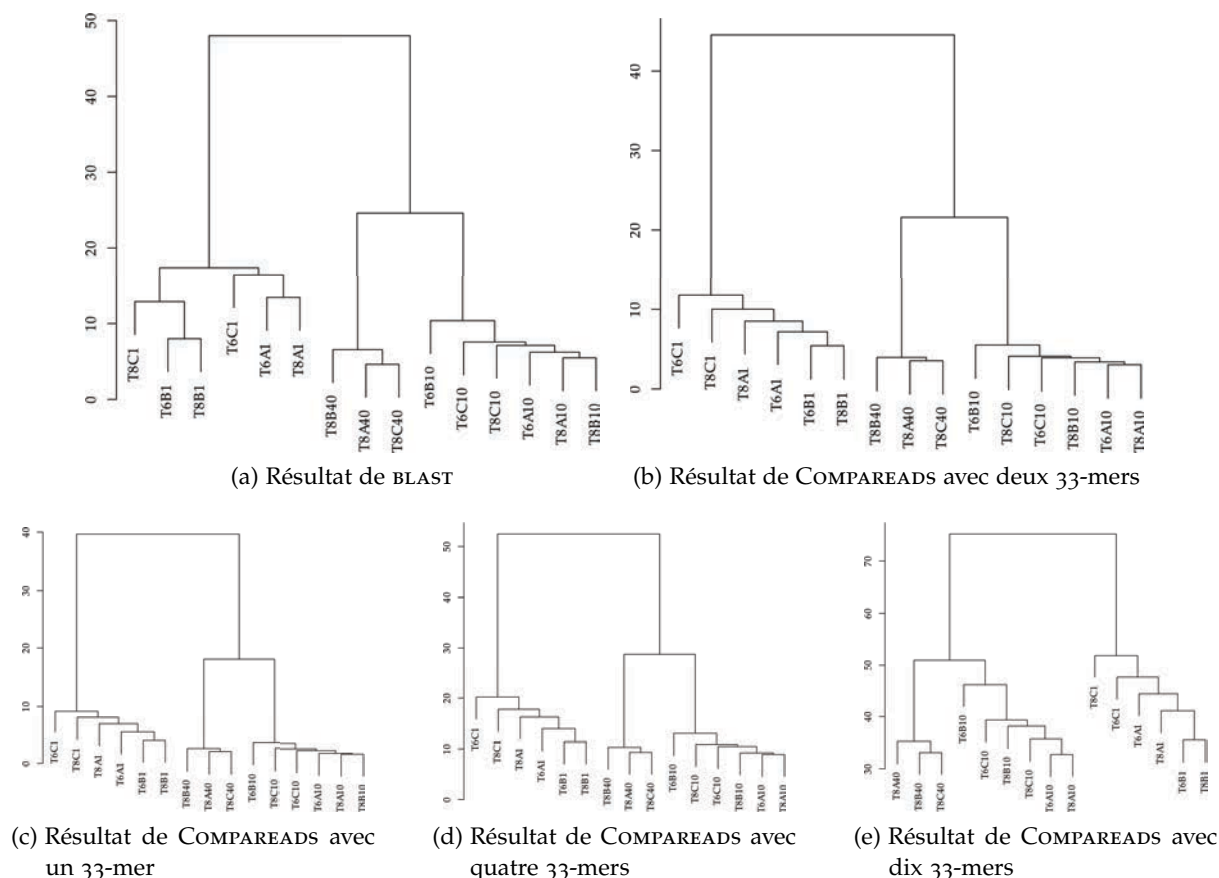 50
40
30
20
10
0
T8C1
T6B1
T8B1
T6C1
T6A1
T8A1
T8B40
T8A40
T8C40
T6B10
T6C10
T8C10
T6A10
T8A10
T8B10
(a) Résultat de BLAST
40
30
20
10
0
T6C1
T8C1
T8A1
T6A1
T6B1
T8B1
T8B40
T8A40
T8C40
T6B10
T8C10
T6C10
T8B10
T6A10
T8A10
(b) Résultat de COMPAREADS avec deux 33-mers
40
30
20
10
0
T6C1
T8C1
T8A1
T6A1
T6B1
T8B1
T8B40
T8A40
T8C40
T6B10
T8C10
T6C10
T6A10
T8A10
T8B10
(c) Résultat de COMPAREADS avec
un 33-mer
50
40
30
20
10
0
T6C1
T8C1
T8A1
T6A1
T6B1
T8B1
T8B40
T8A40
T8C40
T6B10
T8C10
T6C10
T8B10
T6A10
T8A10
(d) Résultat de COMPAREADS avec
quatre 33-mers
70
60
50
40
30
T8A40
T8B40
T8C40
T6B10
T6C10
T8B10
T8C10
T6A10
T8A10
T8C1
T6C1
T6A1
T8A1
T6B1
T8B1
(e) Résultat de COMPAREADS avec
dix 33-mers